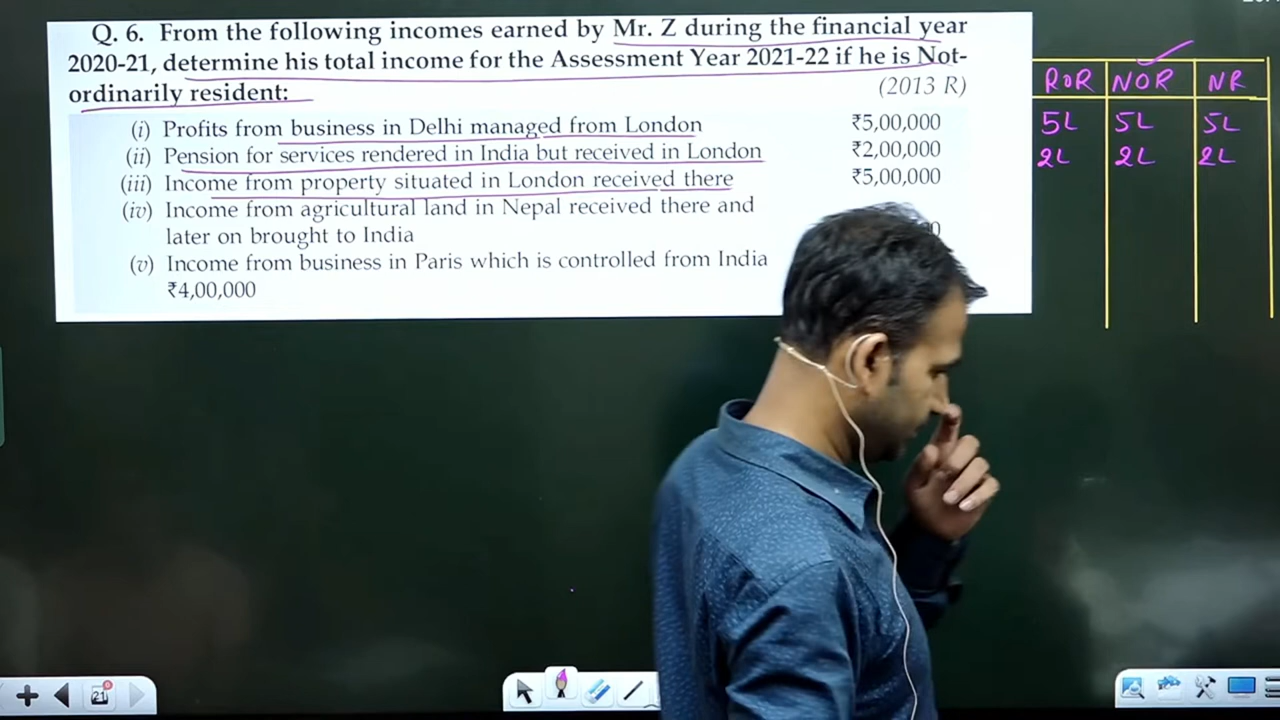 Q. 6. From the following incomes earned by Mr. Z during the financial year
2020-21, determine his total income for the Assessment Year 2021-22 if he is Not-
ordinarily resident: (2013 R)
(i) Profits from business in Delhi managed from London ₹5,00,000
(ii) Pension for services rendered in India but received in London ₹2,00,000
(iii) Income from property situated in London received there ₹5,00,000
(iv) Income from agricultural land in Nepal received there and
later on brought to India
(v) Income from business in Paris which is controlled from India
₹4,00,000
ROR NOR NR
5L 5L 5L
2L 2L 2L
21